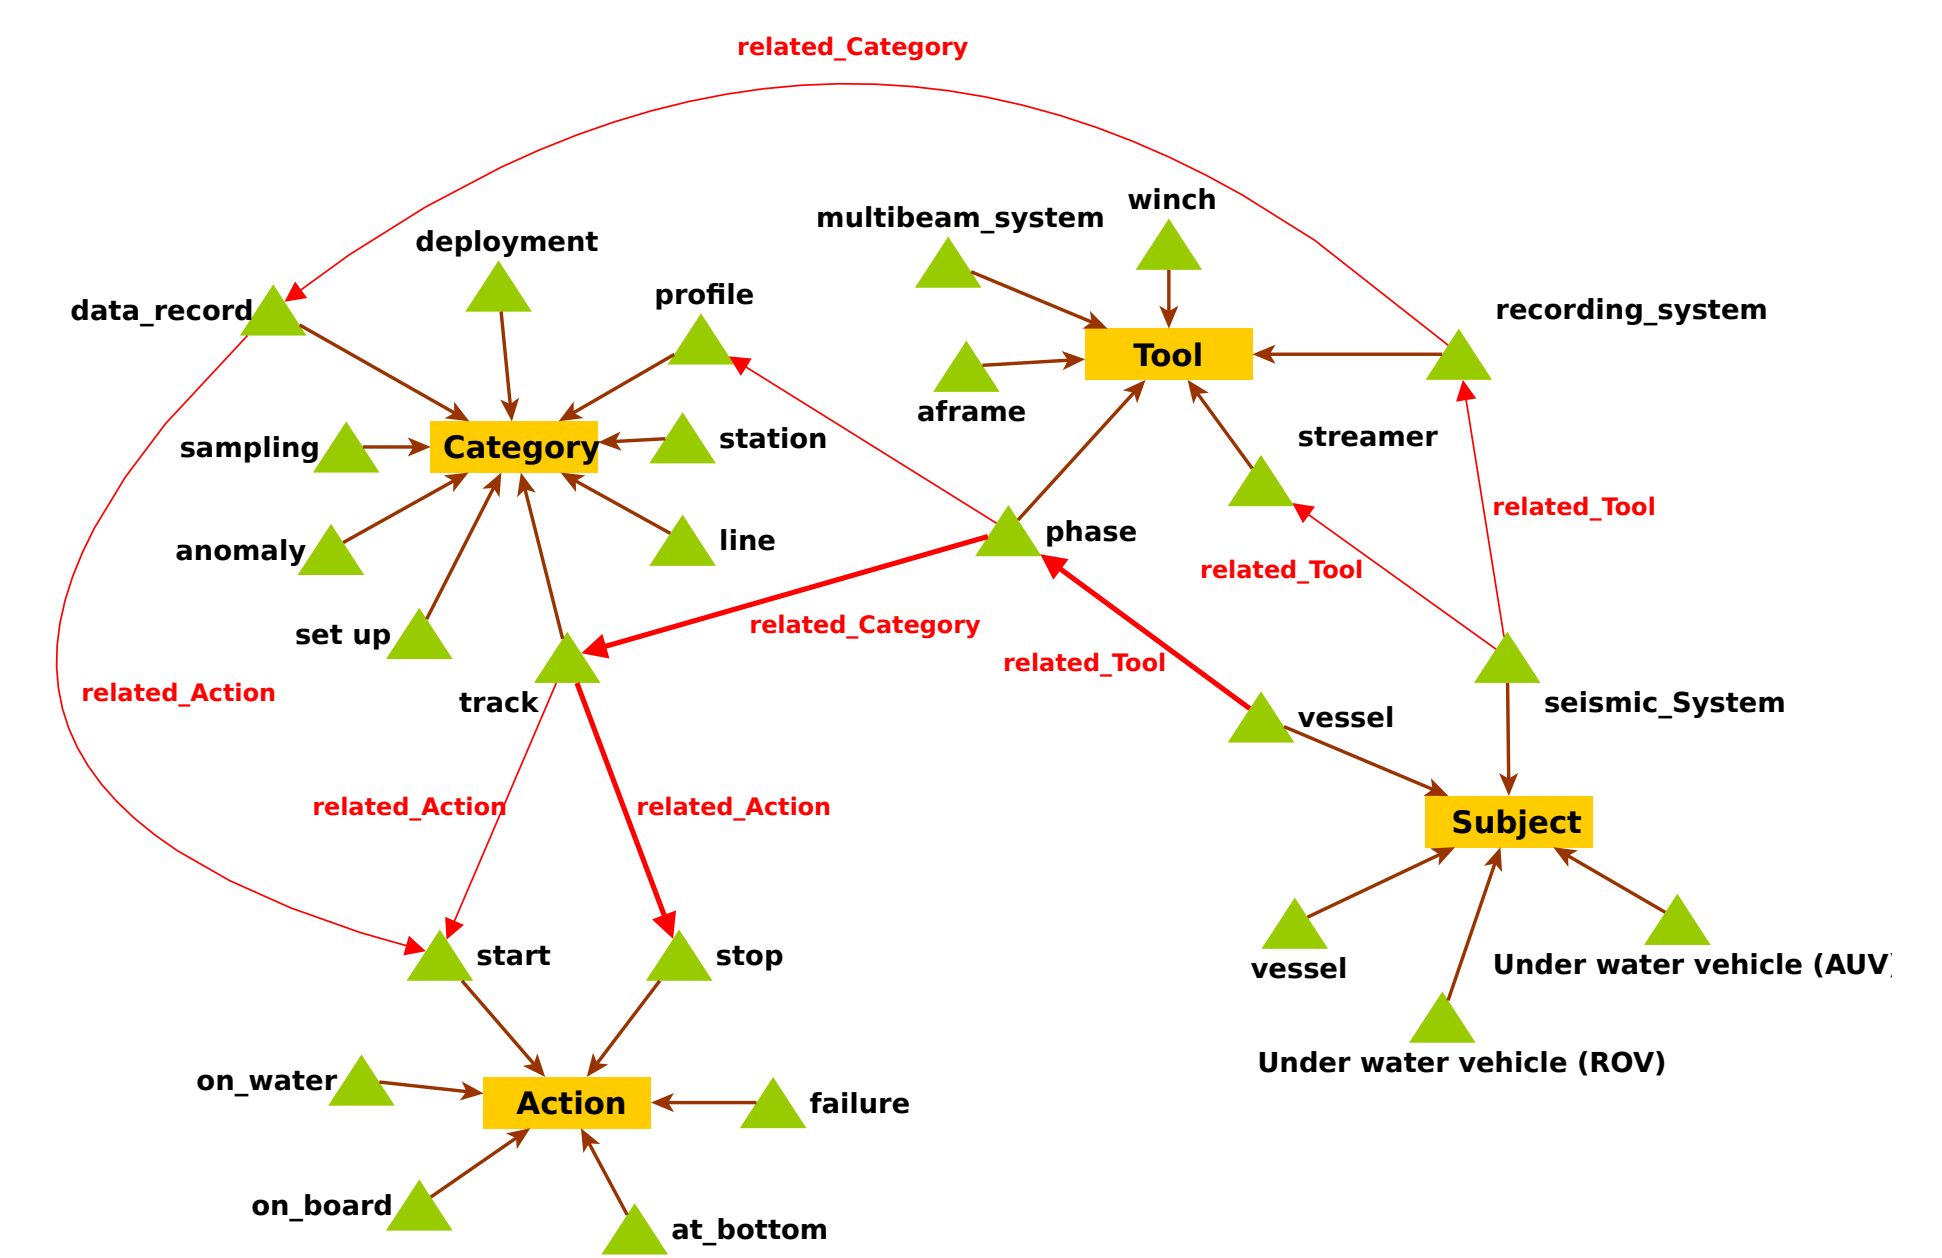 related_Category
winch
multibeam_system
deployment
profile
data_record
recording_system
Tool
aframe
streamer
station
sampling
Category
related_Tool
phase
line
anomaly
related_Tool
related_Category
set up
related_Tool
related_Action
track
seismic_System
vessel
related_Action
related_Action
Subject
start
stop
vessel
Under water vehicle (AUV)
Under water vehicle (ROV)
on_water
Action
failure
on_board
at_bottom